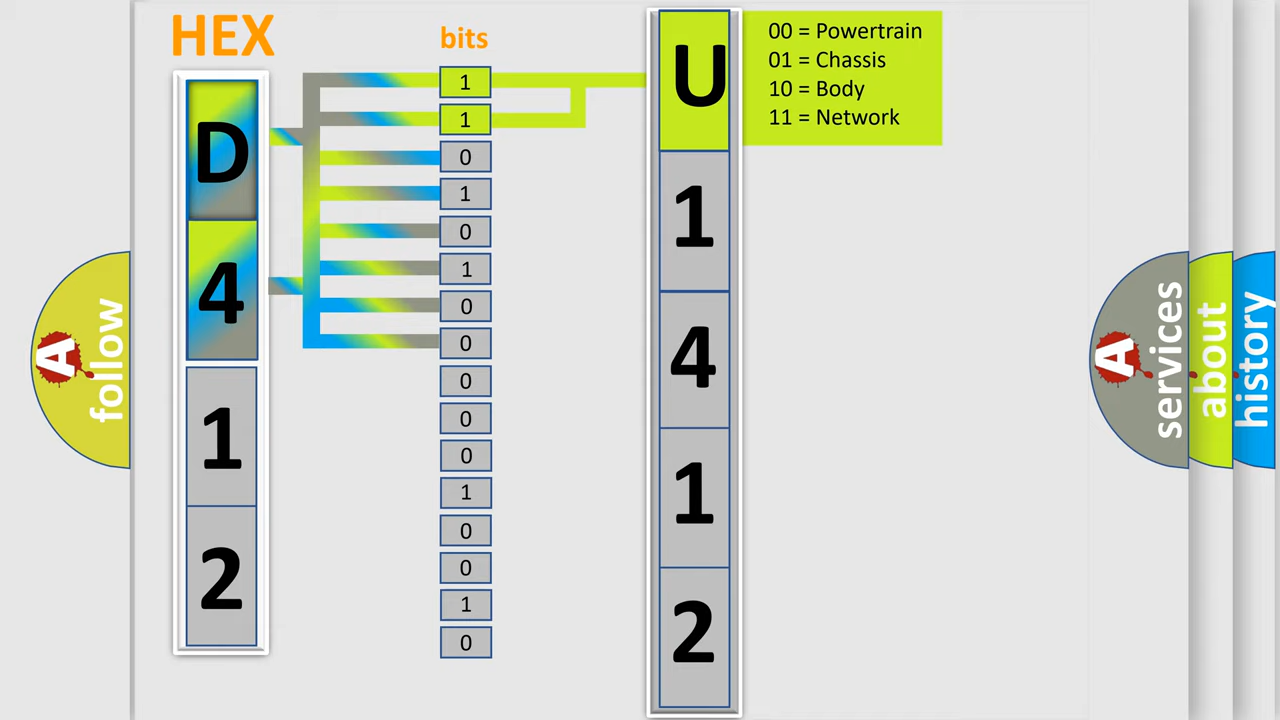 HEX
bits
D
4
1
2
1
1
0
1
0
1
0
0
0
0
0
1
0
0
1
0
U
1
4
1
2
00 = Powertrain
01 = Chassis
10 = Body
11 = Network
A
follow
A
services
about
history